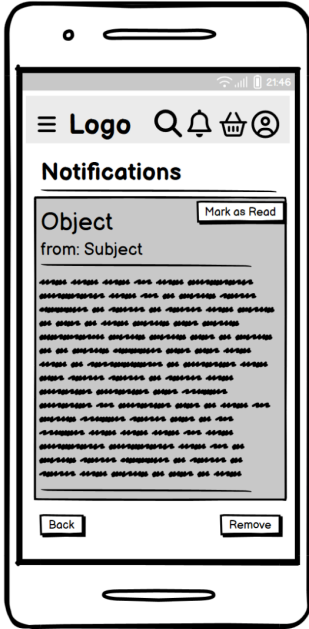 21:46
Logo
Notifications
Mark as Read
Object
from: Subject
Back
Remove